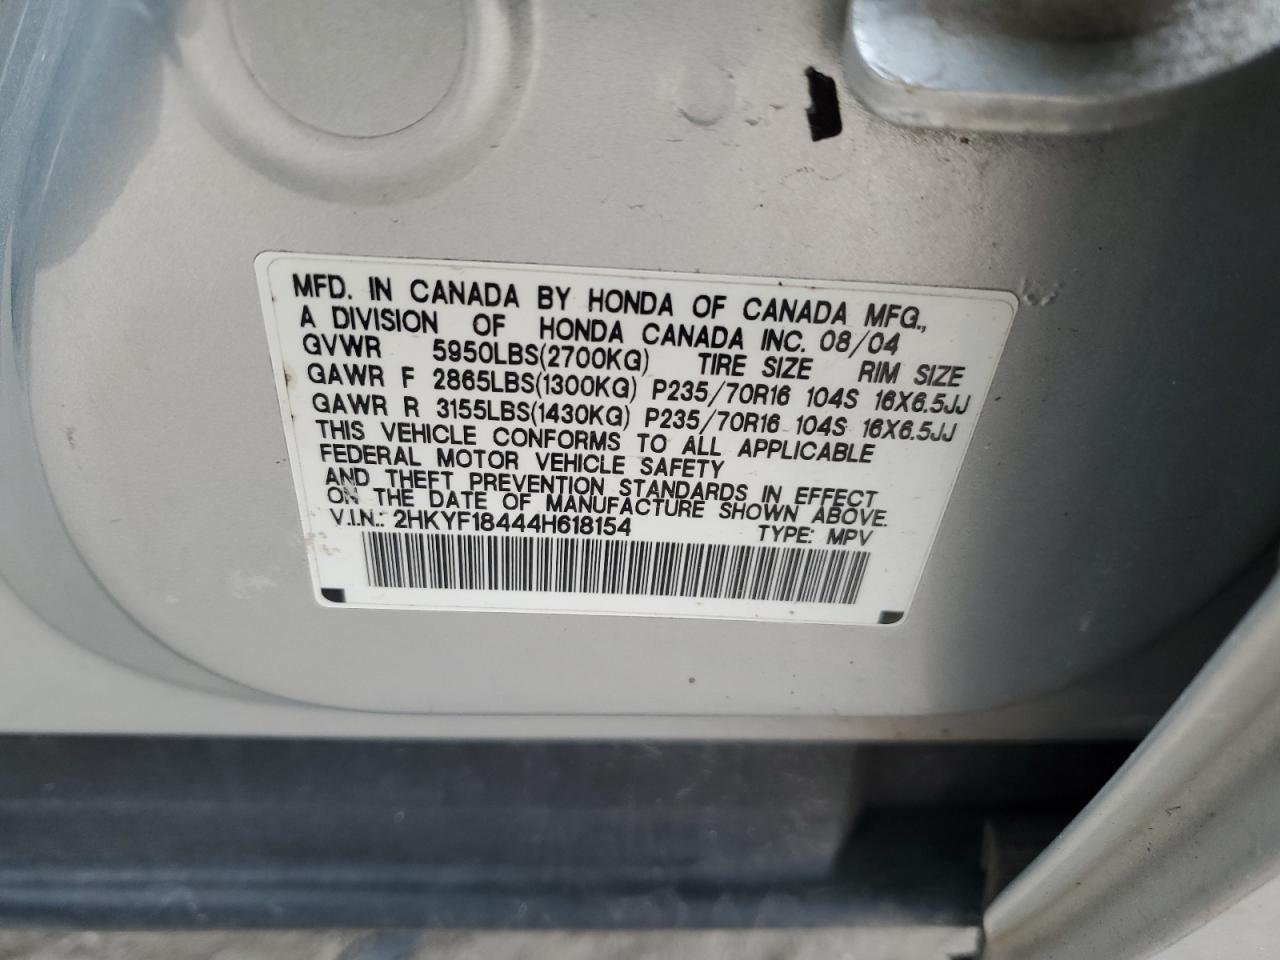 MFD. IN CANADA BY HONDA OF CANADA MFG.,
A DIVISION OF HONDA CANADA INC. 08/04
GVWR 5950LBS(2700KG) TIRE SIZE RIM SIZE
GAWR F 2865LBS(1300KG) P235/70R16 104S 16X6.5JJ
GAWR R 3155LBS(1430KG) P235/70R16 104S 16X6.5JJ
THIS VEHICLE CONFORMS TO ALL APPLICABLE
FEDERAL MOTOR VEHICLE SAFETY
AND THEFT PREVENTION STANDARDS IN EFFECT
ON THE DATE OF MANUFACTURE SHOWN ABOVE.
V.I.N.: 2HKYF18444H618154 TYPE: MPV